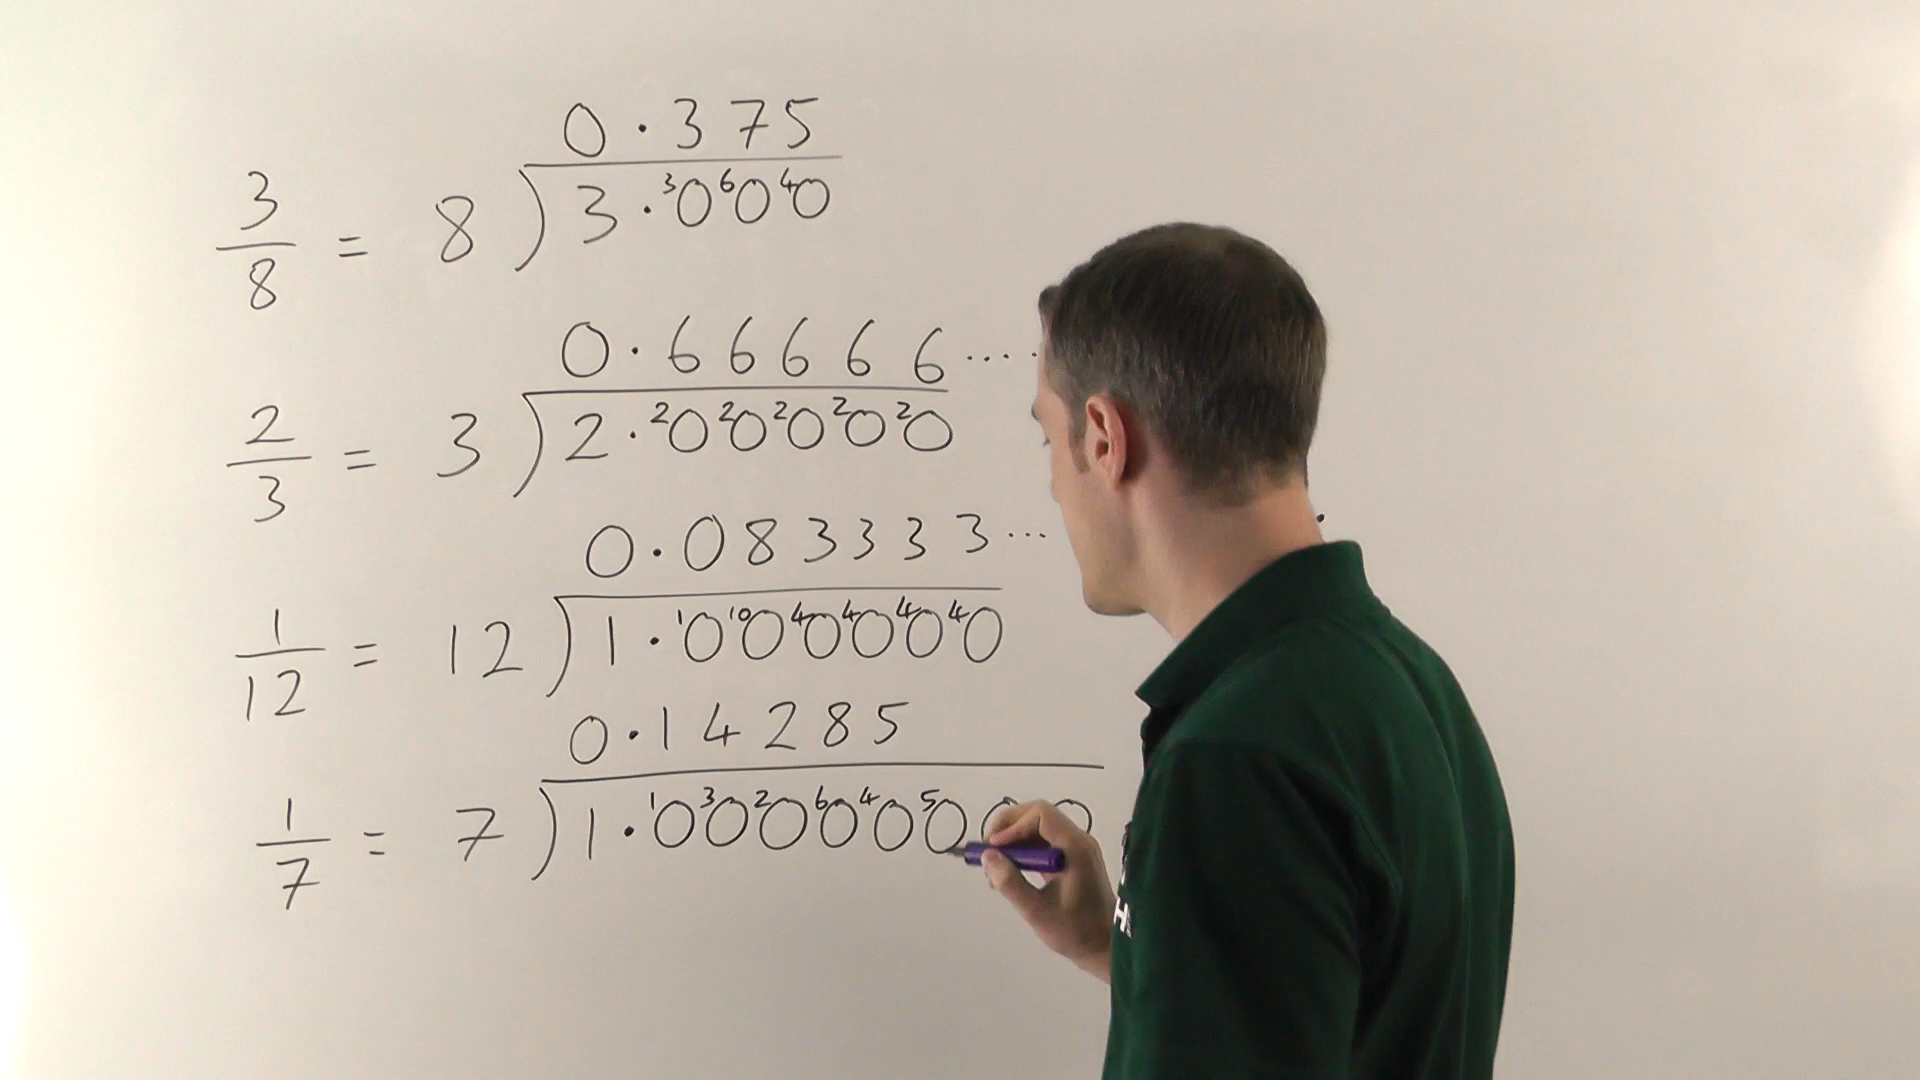 0.375
3/8 = 8)3.³0⁶0⁴0
0.66666....
2/3 = 3)2.²0²0²0²0²0
0.083333...
1/12 = 12)1.¹0¹⁰0⁴0⁴0⁴0⁴0
0.14285
1/7 = 7)1.¹0³0²0⁶0⁴0⁵000